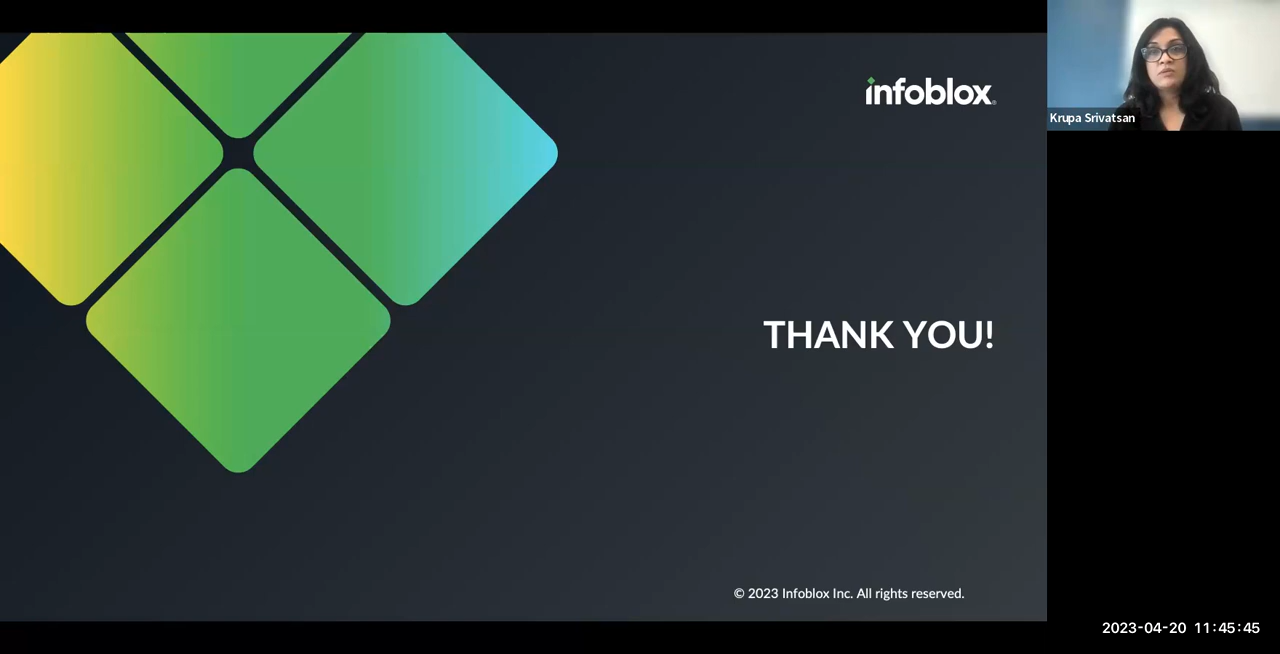 infoblox®
Krupa Srivatsan
THANK YOU!
© 2023 Infoblox Inc. All rights reserved.
2023-04-20 11:45:45